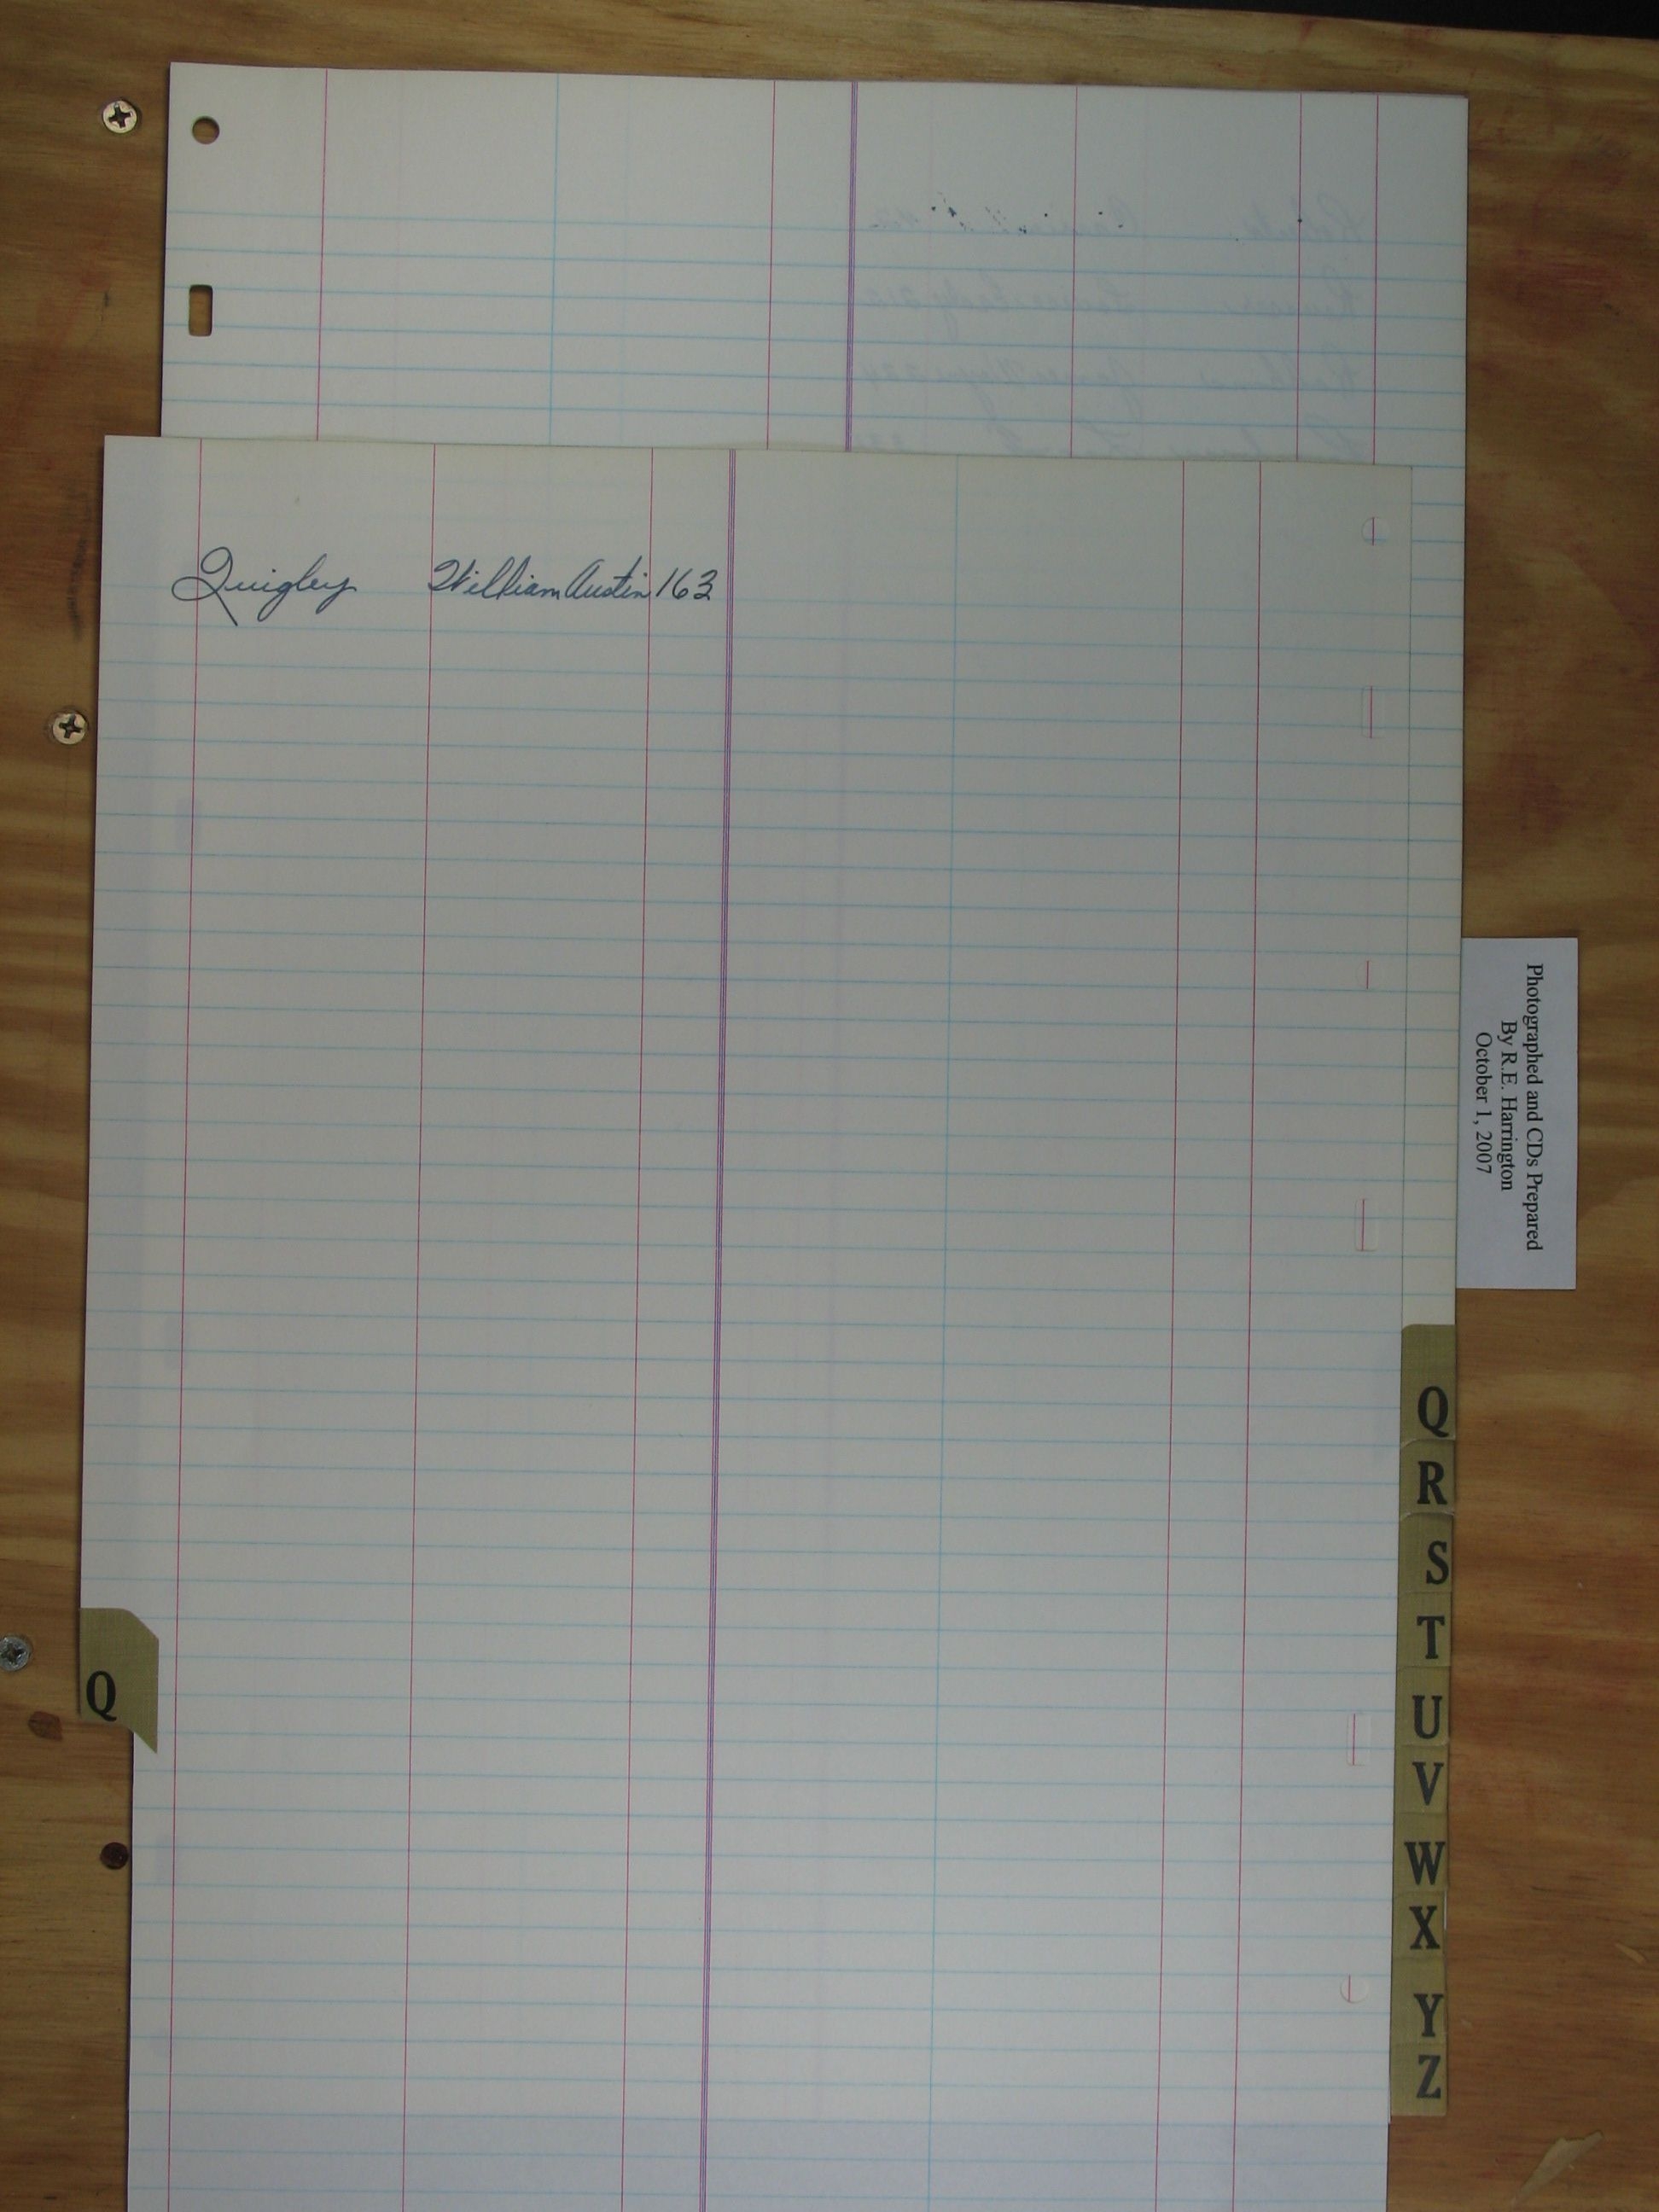 Quigley William Austin 163
Photographed and CDs Prepared
By R.E. Harrington
October 1, 2007
Q
R
S
T
U
V
W
X
Y
Z
Q